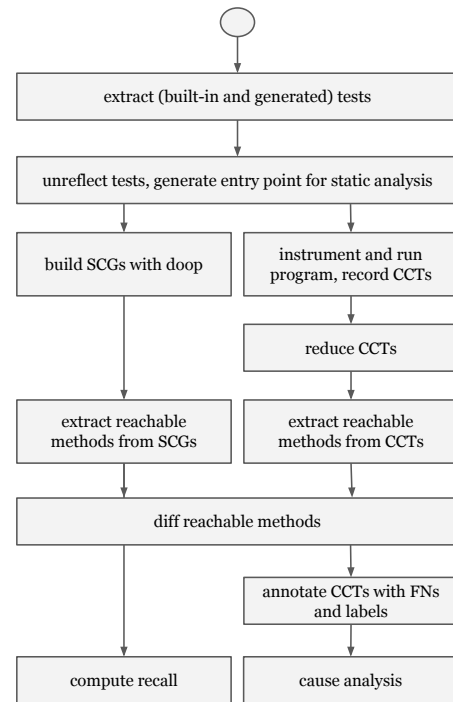 extract (built-in and generated) tests
unreflect tests, generate entry point for static analysis
build SCGs with doop
instrument and run
program, record CCTs
reduce CCTs
extract reachable
methods from SCGs
extract reachable
methods from CCTs
diff reachable methods
annotate CCTs with FNs
and labels
compute recall
cause analysis